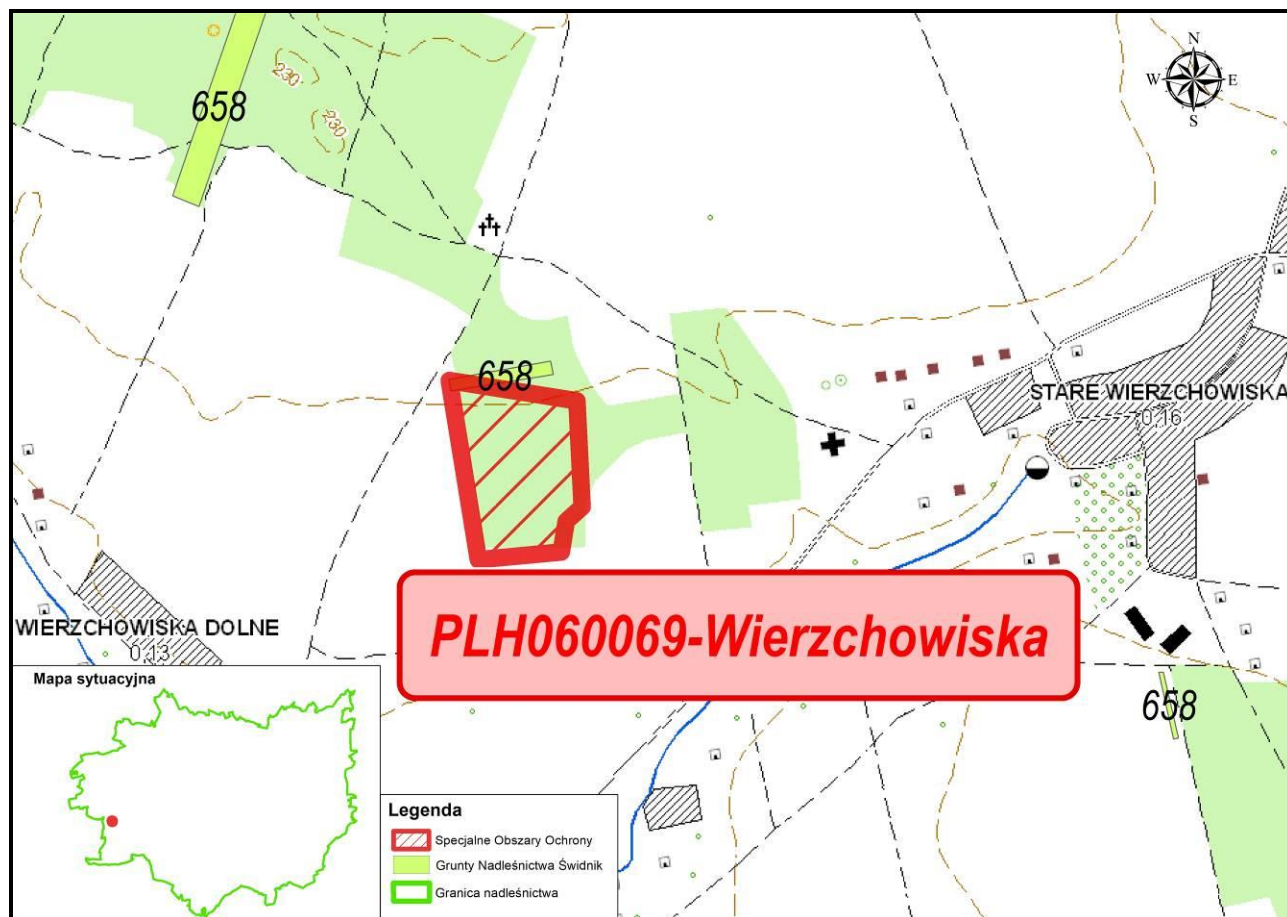 N
W E
S
658
230
230
658
STARE WIERZCHOWISKA
0,16
WIERZCHOWISKA DOLNE
0,13
PLH060069-Wierzchowiska
658
Mapa sytuacyjna
Legenda
Specjalne Obszary Ochrony
Grunty Nadleśnictwa Świdnik
Granica nadleśnictwa